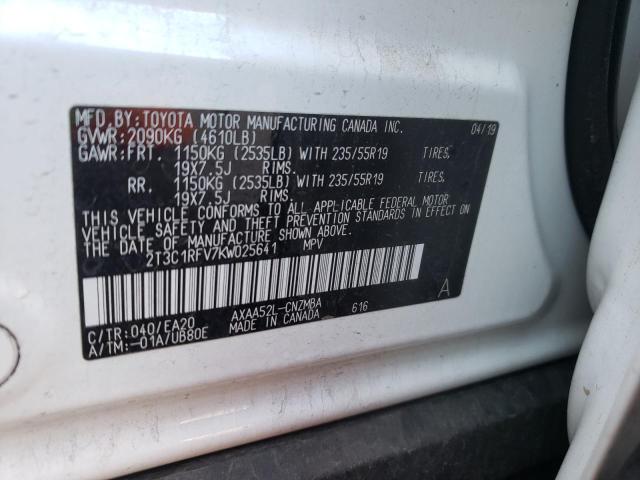 MFD.BY:TOYOTA MOTOR MANUFACTURING CANADA INC. 04/19
GVWR:2090KG (4610LB)
GAWR:FRT. 1150KG (2535LB) WITH 235/55R19 TIRES,
19X7.5J RIMS.
RR. 1150KG (2535LB) WITH 235/55R19 TIRES,
19X7.5J RIMS.
THIS VEHICLE CONFORMS TO ALL APPLICABLE FEDERAL MOTOR
VEHICLE SAFETY AND THEFT PREVENTION STANDARDS IN EFFECT ON
THE DATE OF MANUFACTURE SHOWN ABOVE.
2T3C1RFV7KW025641 MPV
A
C/TR:040/EA20 AXAA52L-CNZMBA 616
A/TM:-01A/UB80E MADE IN CANADA